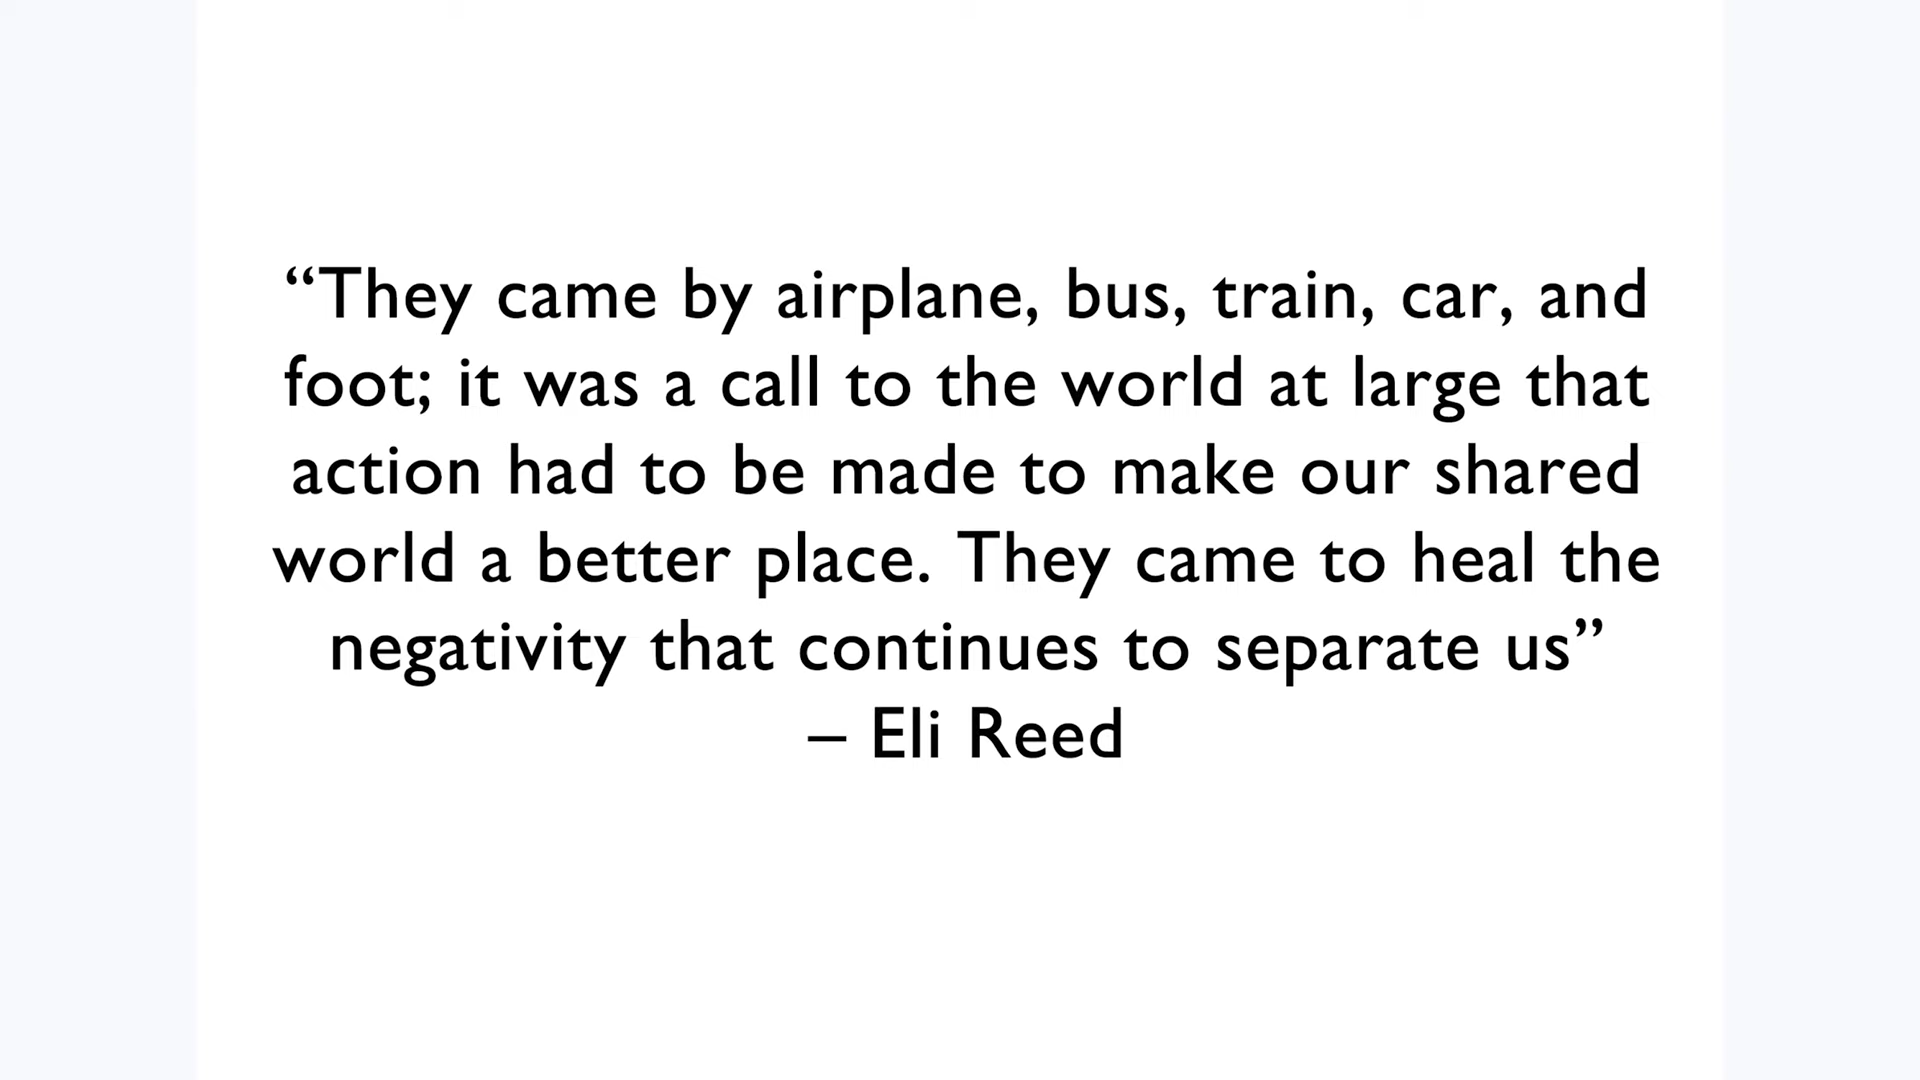 “They came by airplane, bus, train, car, and
foot; it was a call to the world at large that
action had to be made to make our shared
world a better place. They came to heal the
negativity that continues to separate us”
– Eli Reed